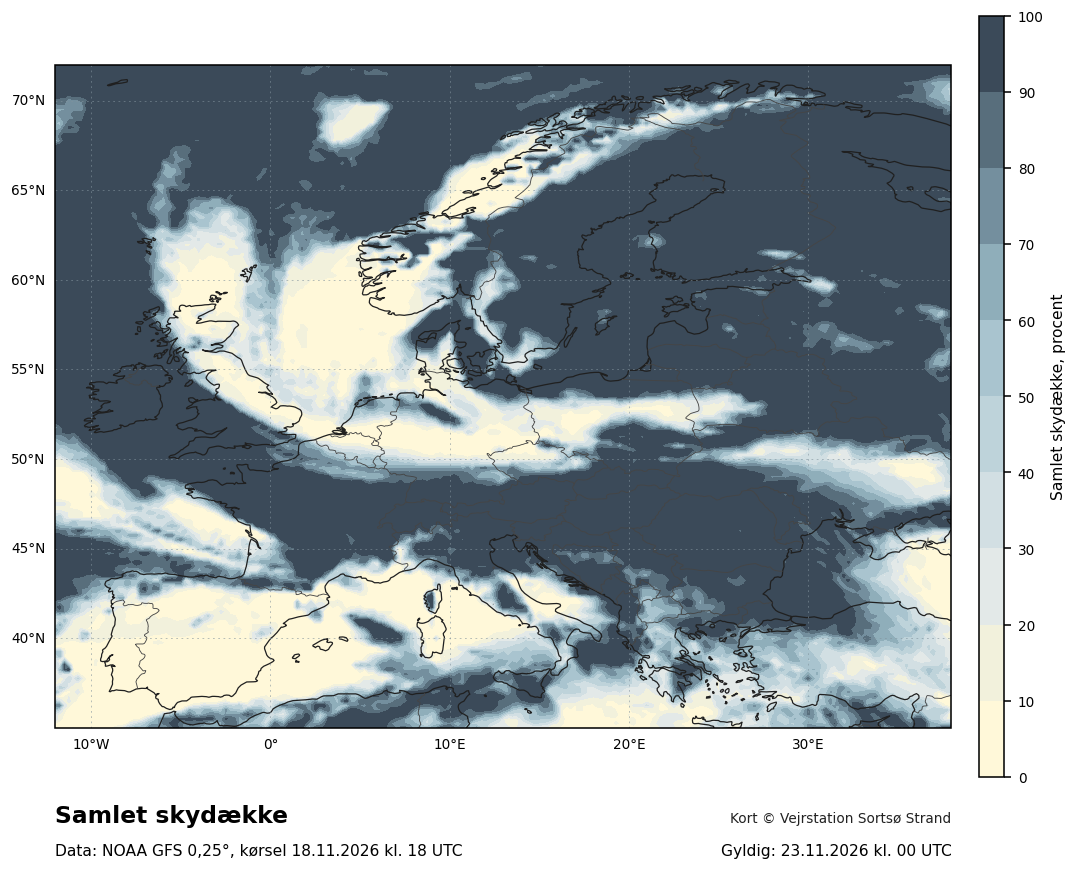 100
90
80
70
60
50
40
30
20
10
0
Samlet skydække, procent
70°N
65°N
60°N
55°N
50°N
45°N
40°N
10°W
0°
10°E
20°E
30°E
Samlet skydække
Kort © Vejrstation Sortsø Strand
Data: NOAA GFS 0,25°, kørsel 18.11.2026 kl. 18 UTC
Gyldig: 23.11.2026 kl. 00 UTC